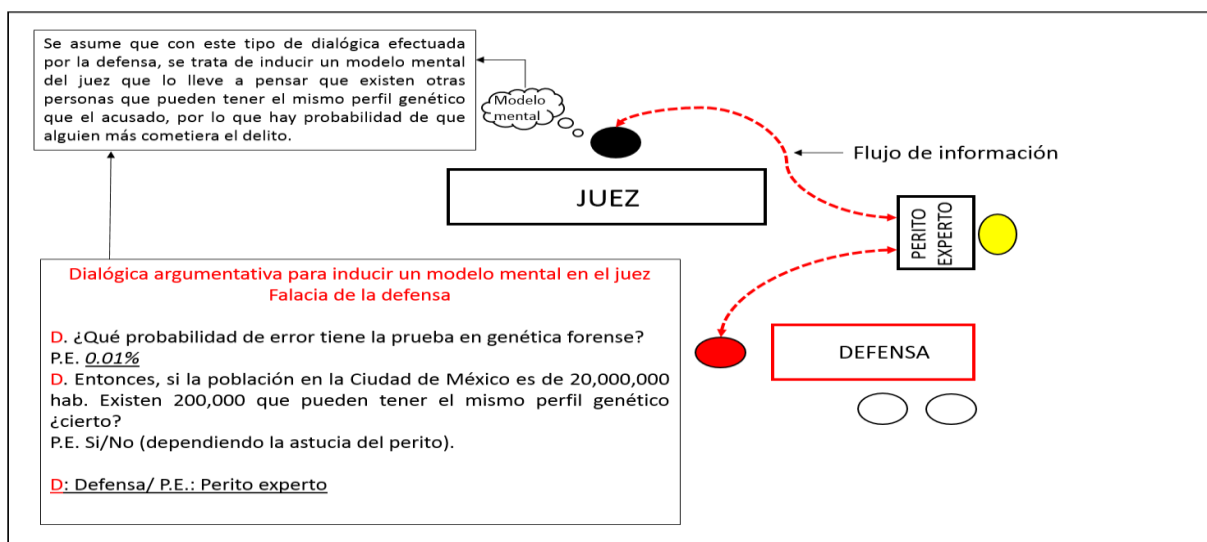 Se asume que con este tipo de dialógica efectuada
por la defensa, se trata de inducir un modelo mental
del juez que lo lleve a pensar que existen otras
personas que pueden tener el mismo perfil genético
que el acusado, por lo que hay probabilidad de que
alguien más cometiera el delito.
Modelo
mental
Flujo de información
JUEZ
PERITO
EXPERTO
DEFENSA
Dialógica argumentativa para inducir un modelo mental en el juez
Falacia de la defensa
D. ¿Qué probabilidad de error tiene la prueba en genética forense?
P.E. 0.01%
D. Entonces, si la población en la Ciudad de México es de 20,000,000
hab. Existen 200,000 que pueden tener el mismo perfil genético
¿cierto?
P.E. Si/No (dependiendo la astucia del perito).
D: Defensa/ P.E.: Perito experto